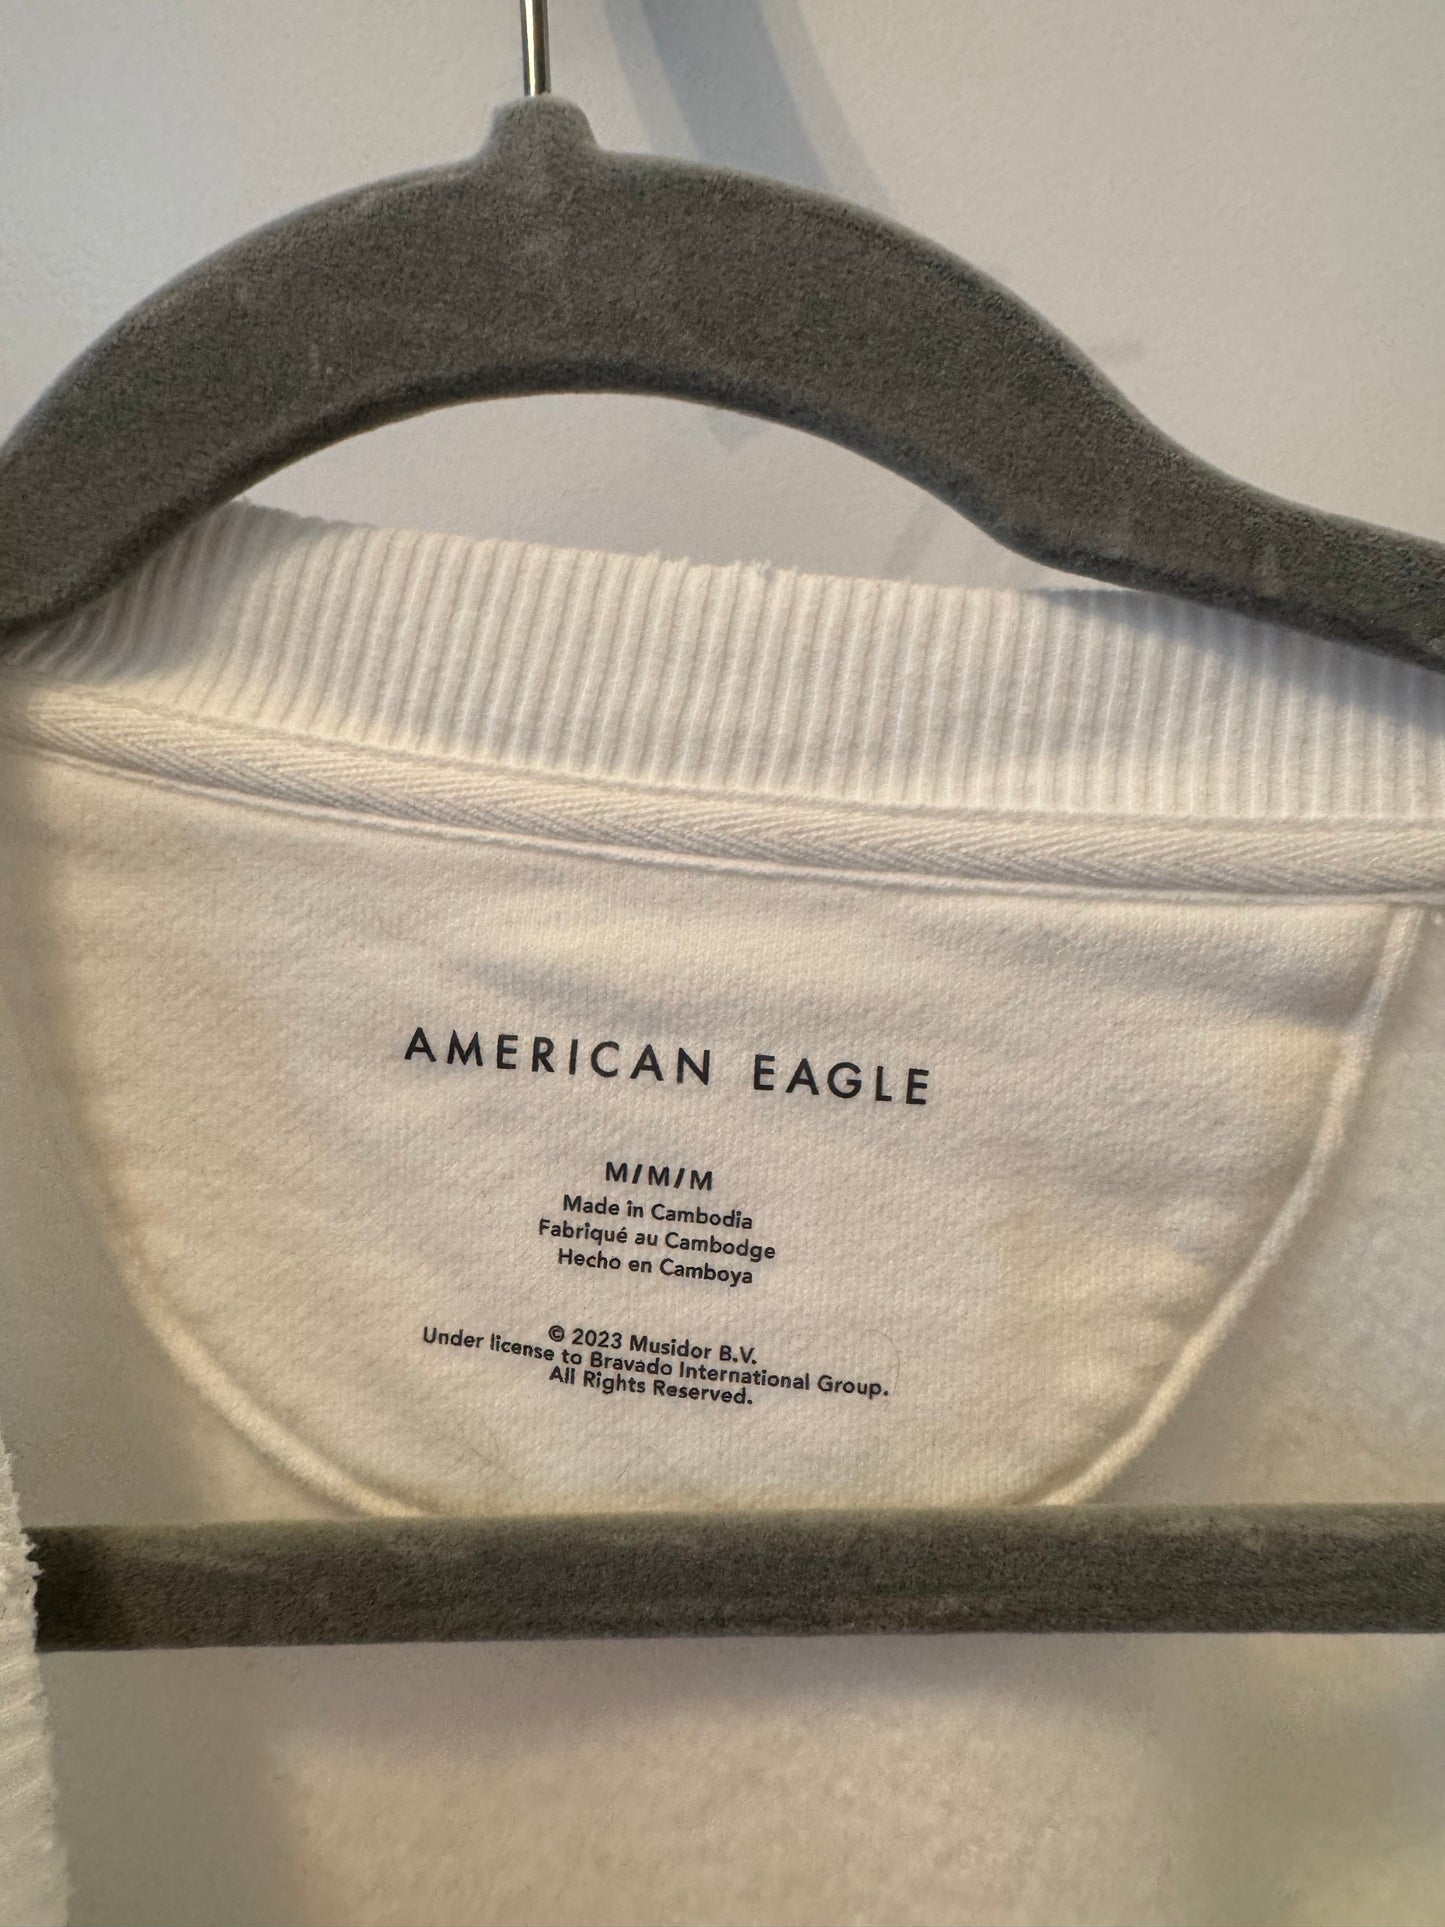 AMERICAN EAGLE
M/M/M
Made in Cambodia
Fabriqué au Cambodge
Hecho en Camboya
© 2023 Musidor B.V.
Under license to Bravado International Group.
All Rights Reserved.